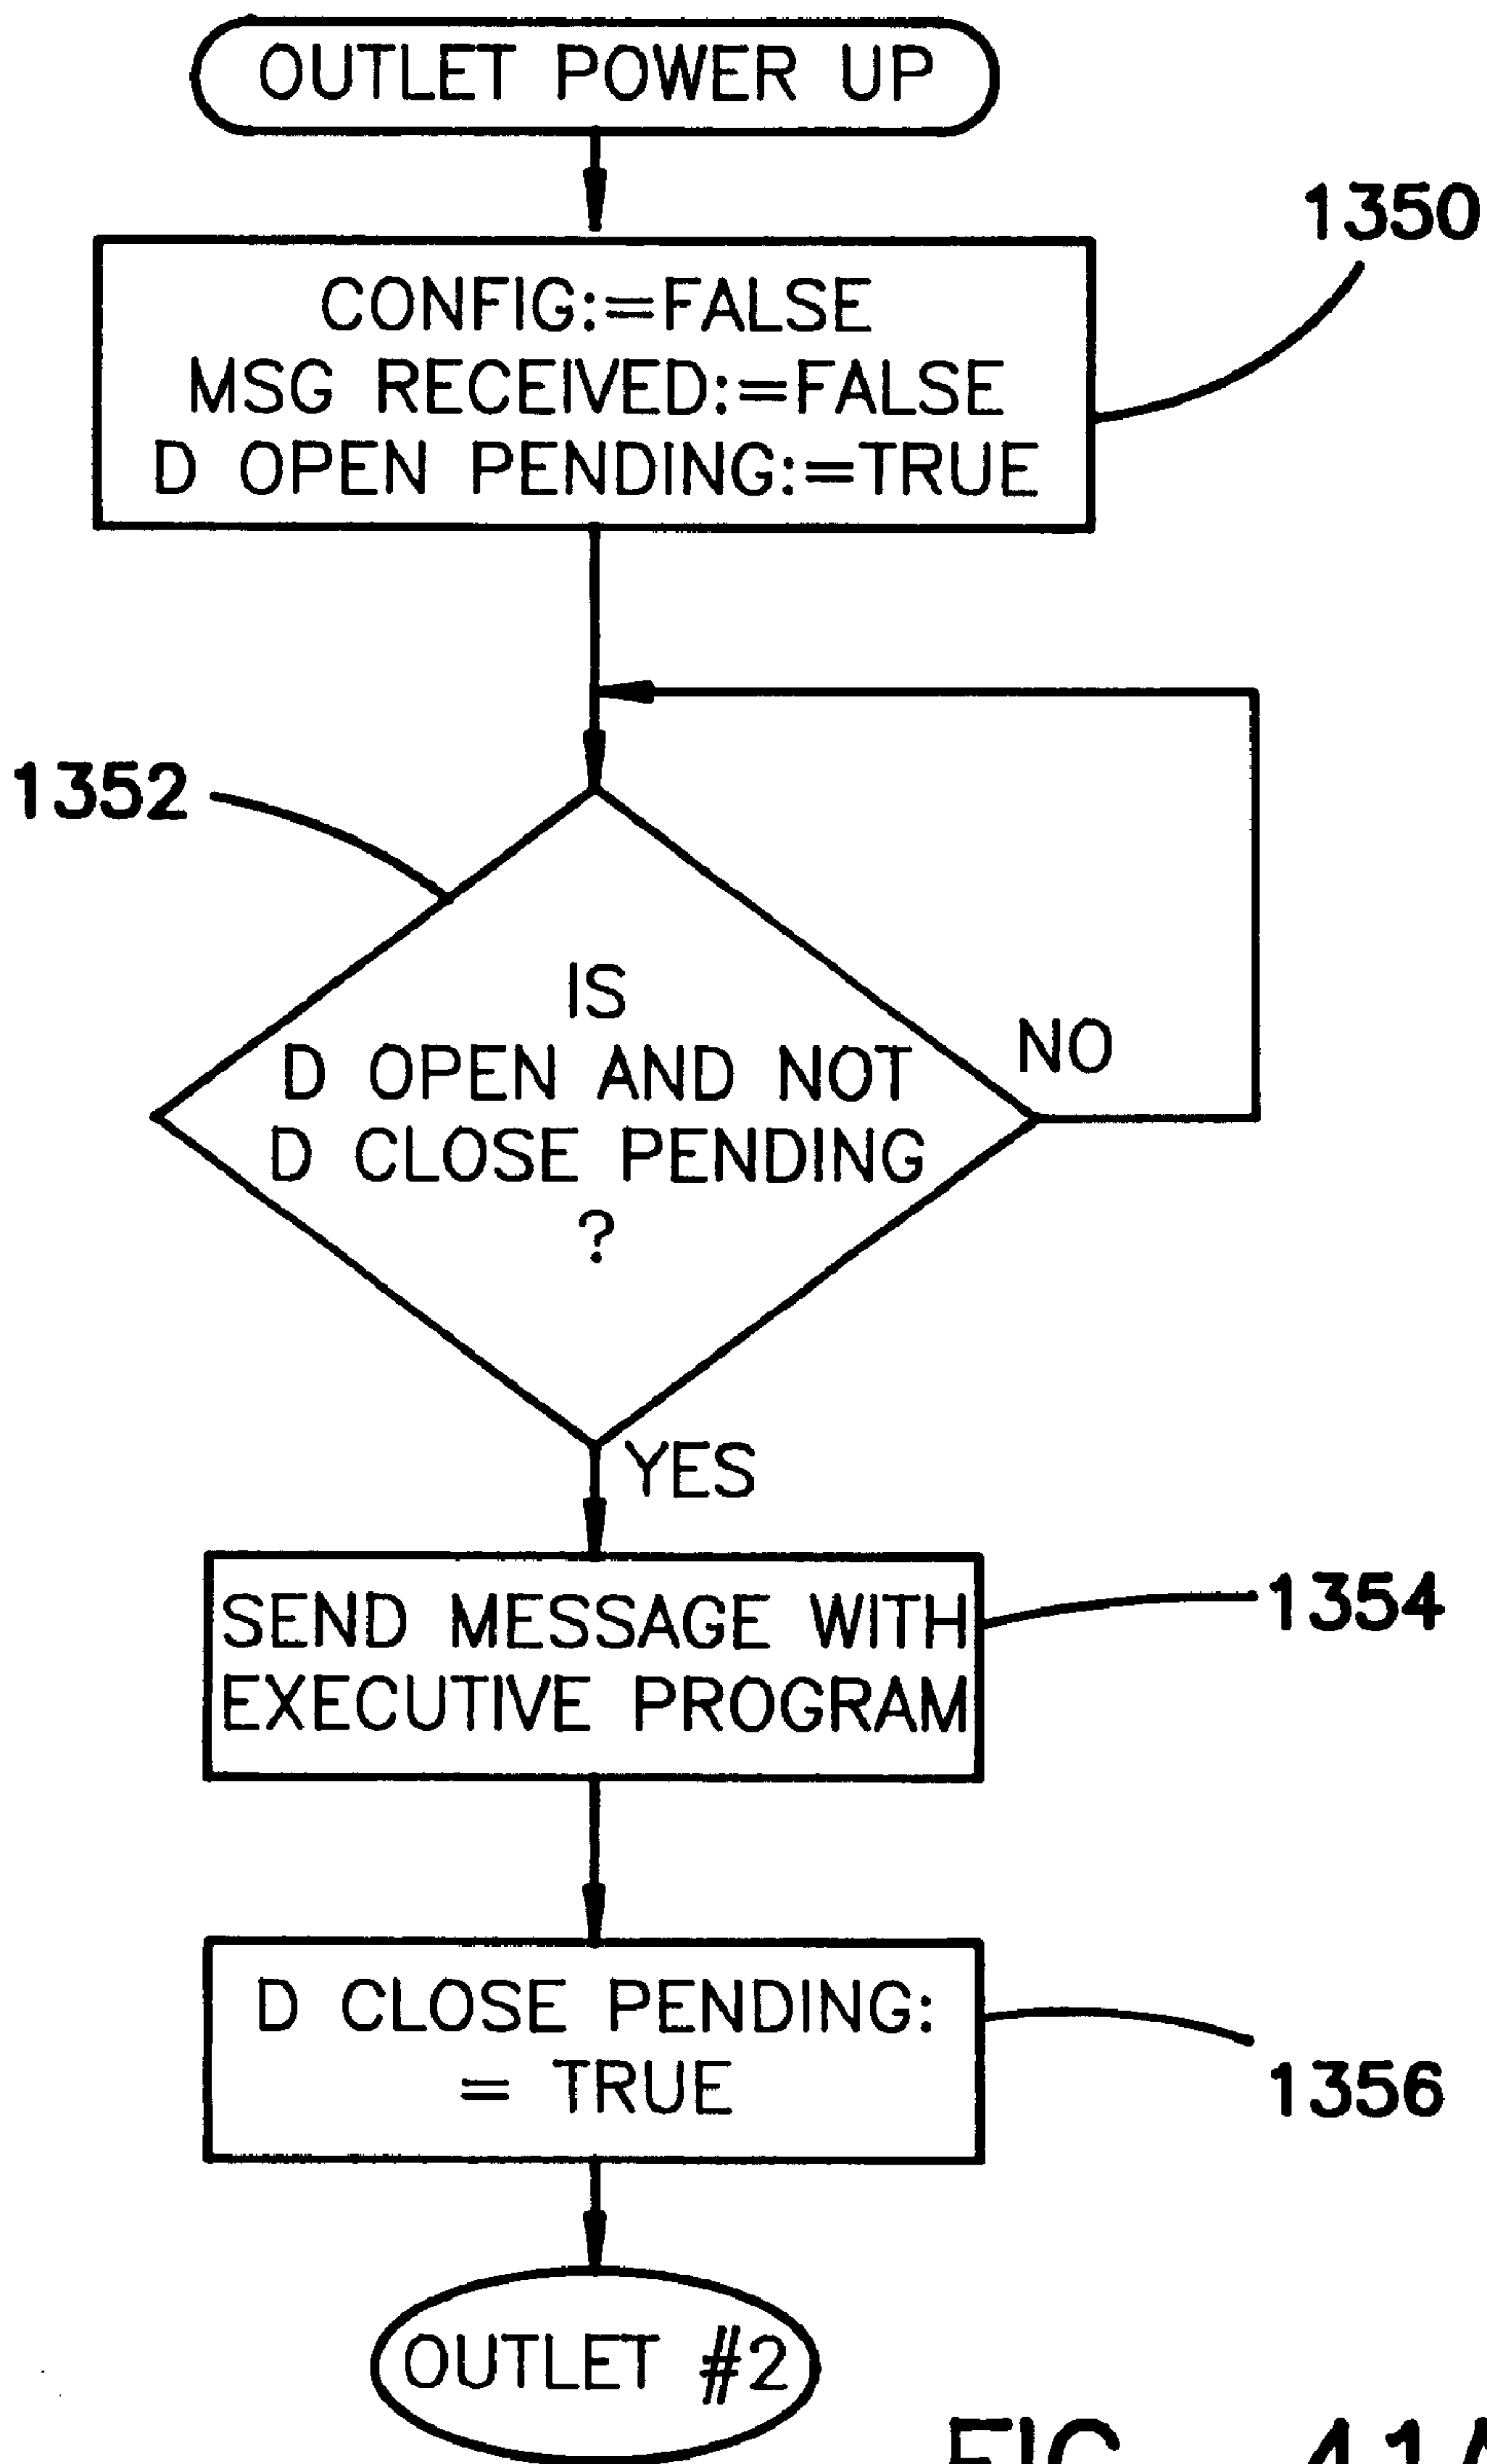 OUTLET POWER UP
1350
CONFIG:=FALSE
MSG RECEIVED:=FALSE
D OPEN PENDING:=TRUE
1352
IS
D OPEN AND NOT
D CLOSE PENDING
?
NO
YES
SEND MESSAGE WITH
EXECUTIVE PROGRAM
1354
D CLOSE PENDING:
= TRUE
1356
OUTLET #2